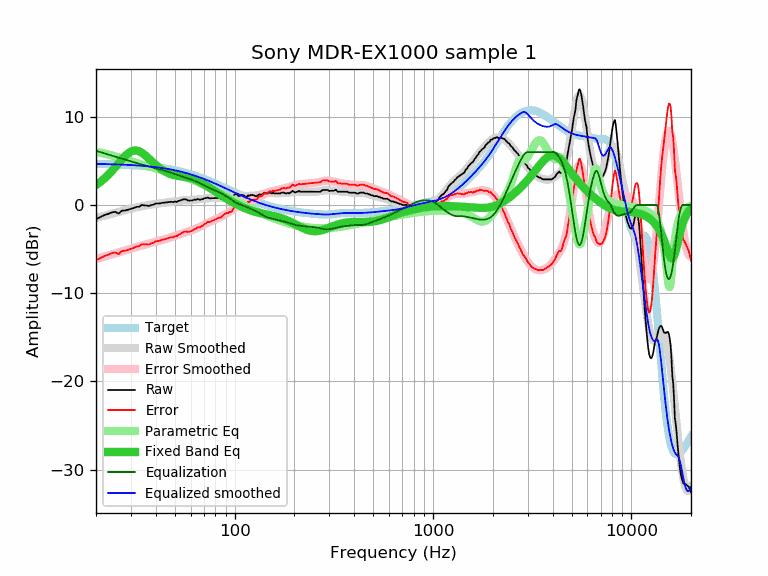 Sony MDR-EX1000 sample 1
Amplitude (dBr)
10
0
−10
−20
−30
Target
Raw Smoothed
Error Smoothed
Raw
Error
Parametric Eq
Fixed Band Eq
Equalization
Equalized smoothed
100 1000 10000
Frequency (Hz)